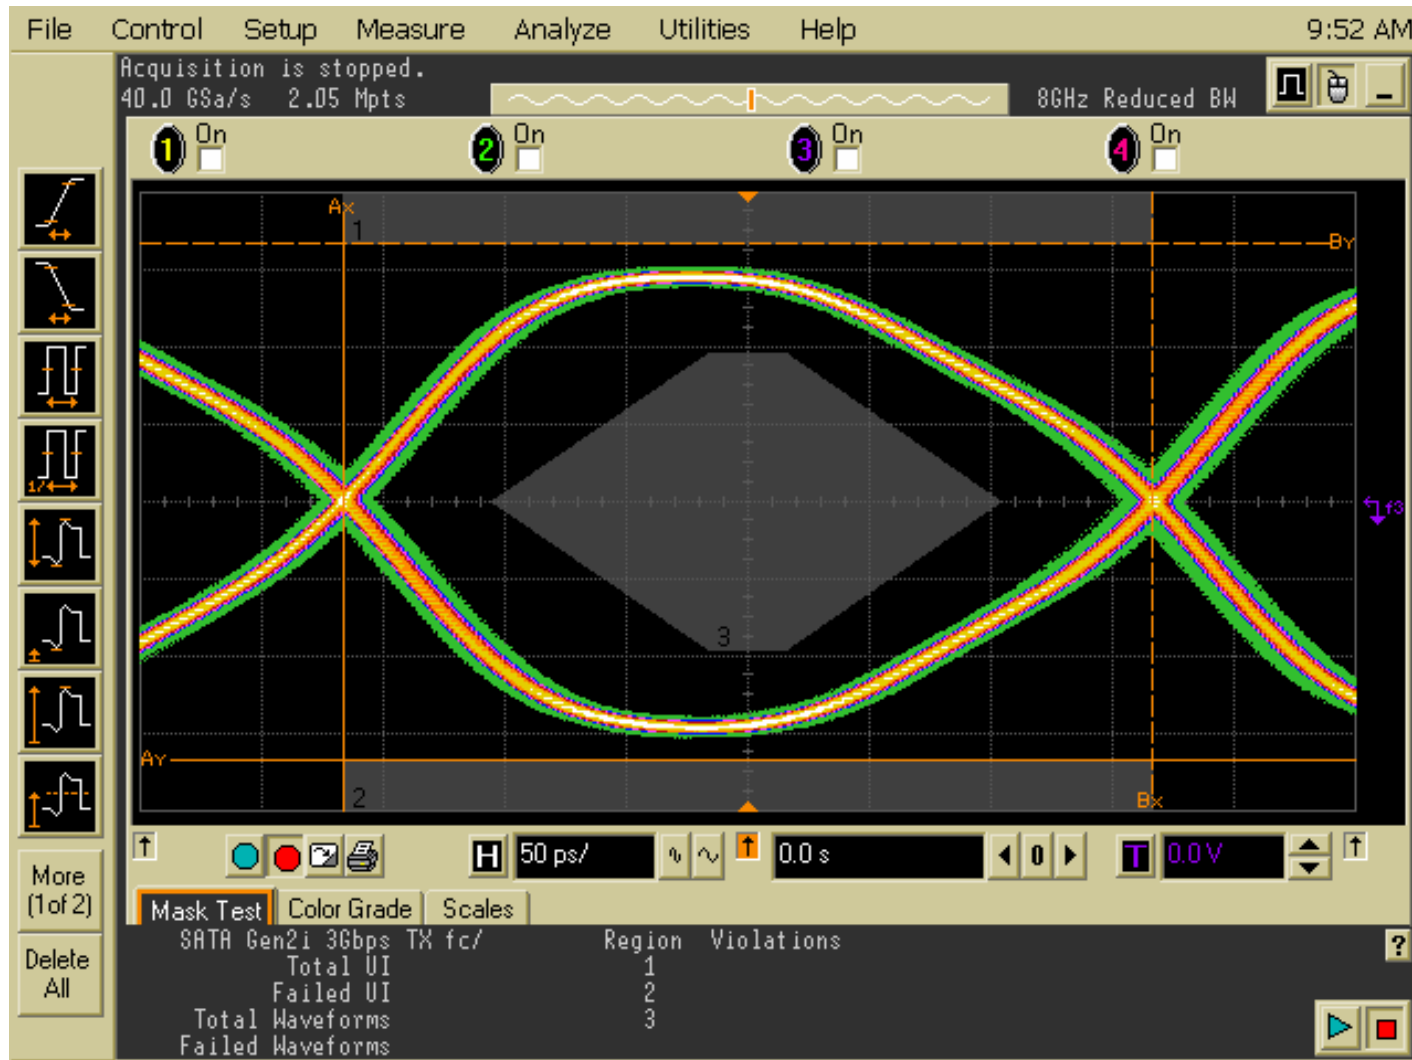 File Control Setup Measure Analyze Utilities Help 9:52 AM
Acquisition is stopped.
40.0 GSa/s 2.05 Mpts 8GHz Reduced BW
1 On 2 On 3 On 4 On
Ax
1
By
f3
3
Ay
2
Bx
1/
H 50 ps/ 0.0 s 0 T 0.0 V
More
(1of 2)
Delete
All
Mask Test Color Grade Scales
SATA Gen2i 3Gbps TX fc/ Region Violations
Total UI 1
Failed UI 2
Total Waveforms 3
Failed Waveforms
?